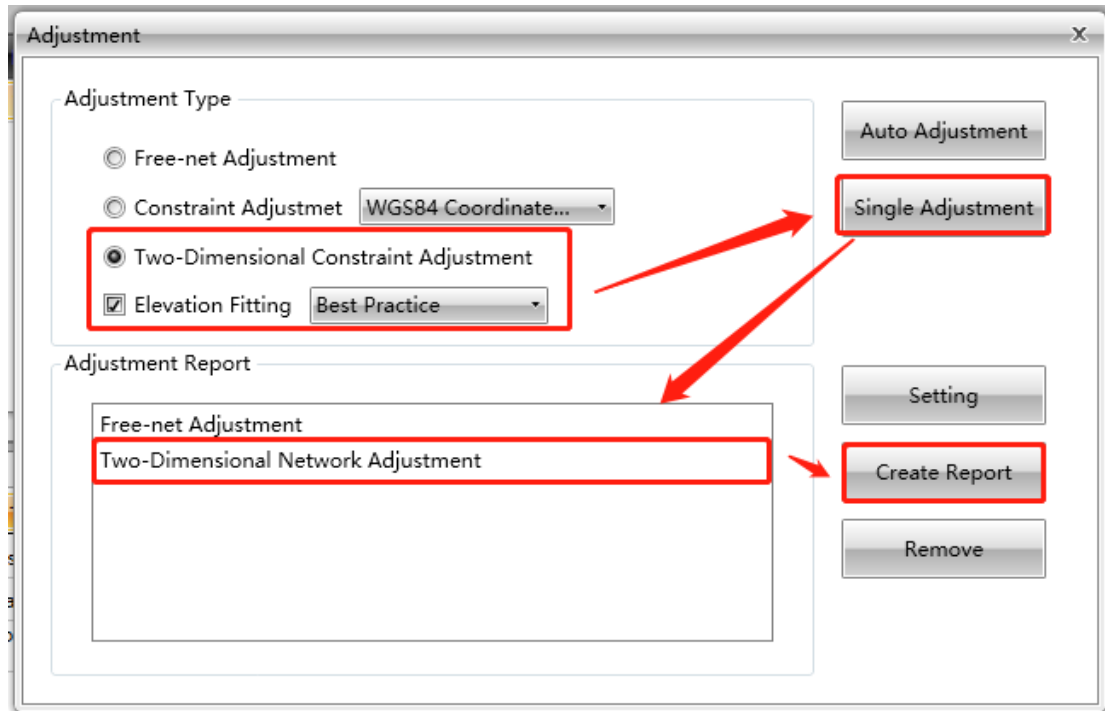 Adjustment
x
Adjustment Type
Free-net Adjustment
Constraint Adjustmet
WGS84 Coordinate...
Two-Dimensional Constraint Adjustment
Elevation Fitting
Best Practice
Auto Adjustment
Single Adjustment
Adjustment Report
Free-net Adjustment
Two-Dimensional Network Adjustment
Setting
Create Report
Remove